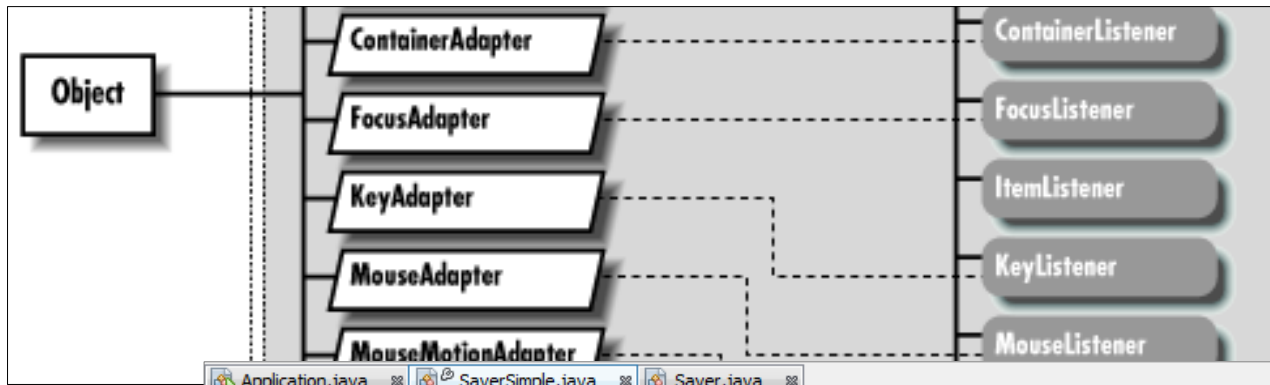 ContainerAdapter
ContainerListener
Object
FocusAdapter
FocusListener
KeyAdapter
ItemListener
MouseAdapter
KeyListener
MouseMotionAdapter
MouseListener
Application.java
SaverSimple.java
Saver.java